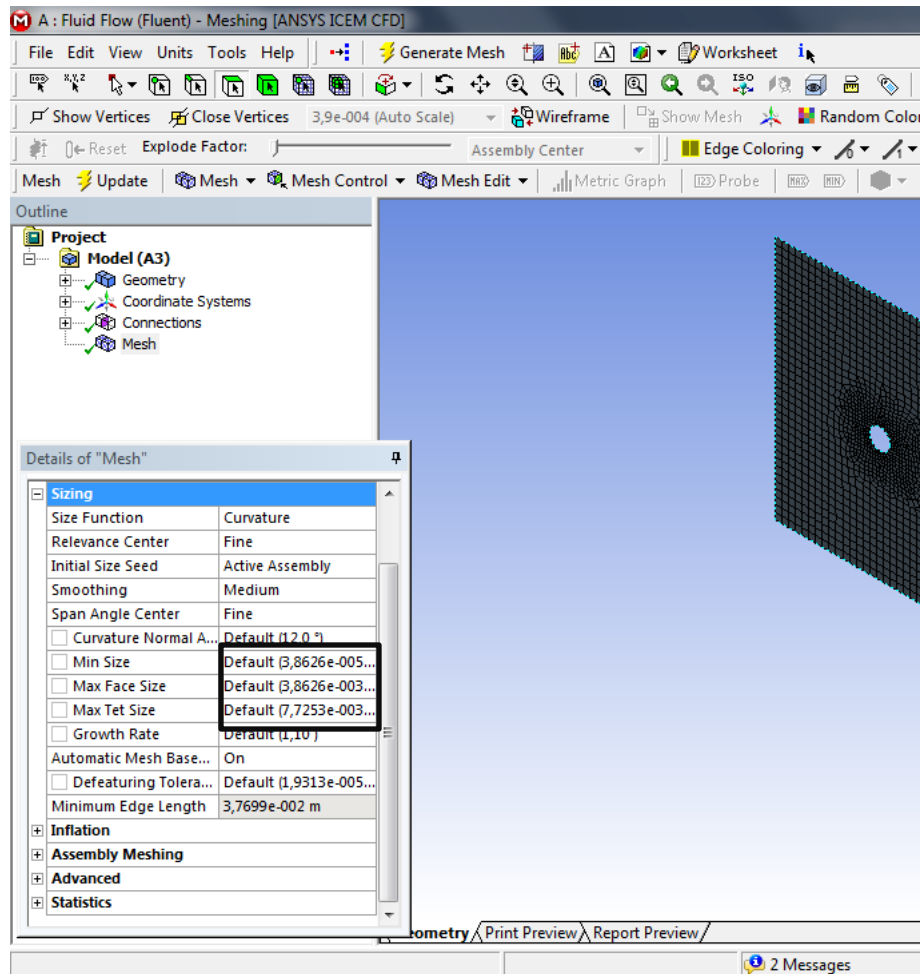 A : Fluid Flow (Fluent) - Meshing [ANSYS ICEM CFD]
File Edit View Units Tools Help Generate Mesh Abc A Worksheet i
x,y,z ISO
Show Vertices Close Vertices 3,9e-004 (Auto Scale) Wireframe Show Mesh Random Color
Reset Explode Factor: Assembly Center Edge Coloring
Mesh Update Mesh Mesh Control Mesh Edit Metric Graph 123 Probe MAX MIN
Outline
Project
Model (A3)
Geometry
Coordinate Systems
Connections
Mesh
Details of "Mesh"
Sizing
Size Function Curvature
Relevance Center Fine
Initial Size Seed Active Assembly
Smoothing Medium
Span Angle Center Fine
Curvature Normal A... Default (12,0 °)
Min Size Default (3,8626e-005...
Max Face Size Default (3,8626e-003...
Max Tet Size Default (7,7253e-003...
Growth Rate Default (1,10 )
Automatic Mesh Base... On
Defeaturing Tolera... Default (1,9313e-005...
Minimum Edge Length 3,7699e-002 m
Inflation
Assembly Meshing
Advanced
Statistics
ometry Print Preview Report Preview
2 Messages